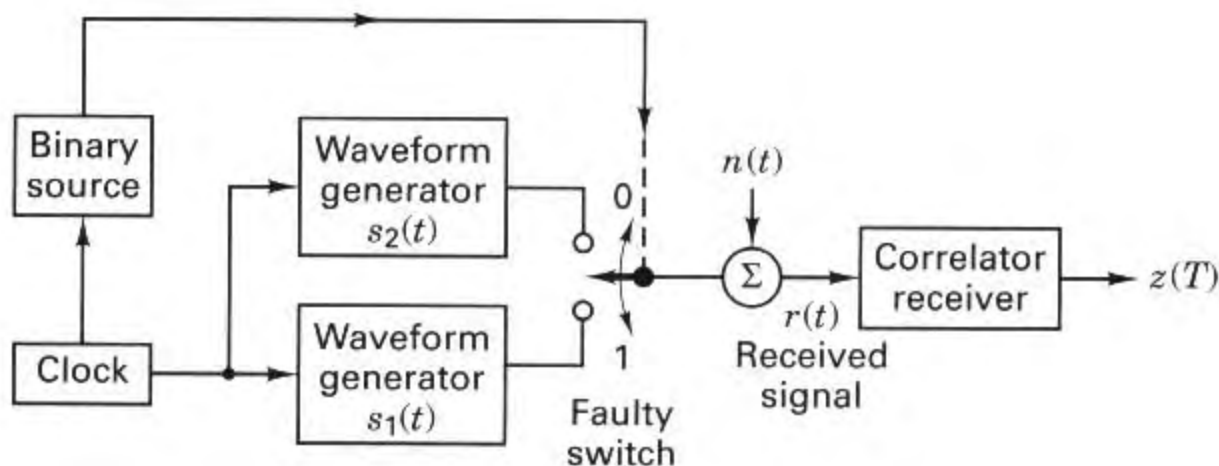 Binary
source
Waveform
generator
s₂(t)
0
n(t)
Σ
Correlator
receiver
z(T)
r(t)
Clock
Waveform
generator
s₁(t)
1
Received
signal
Faulty
switch